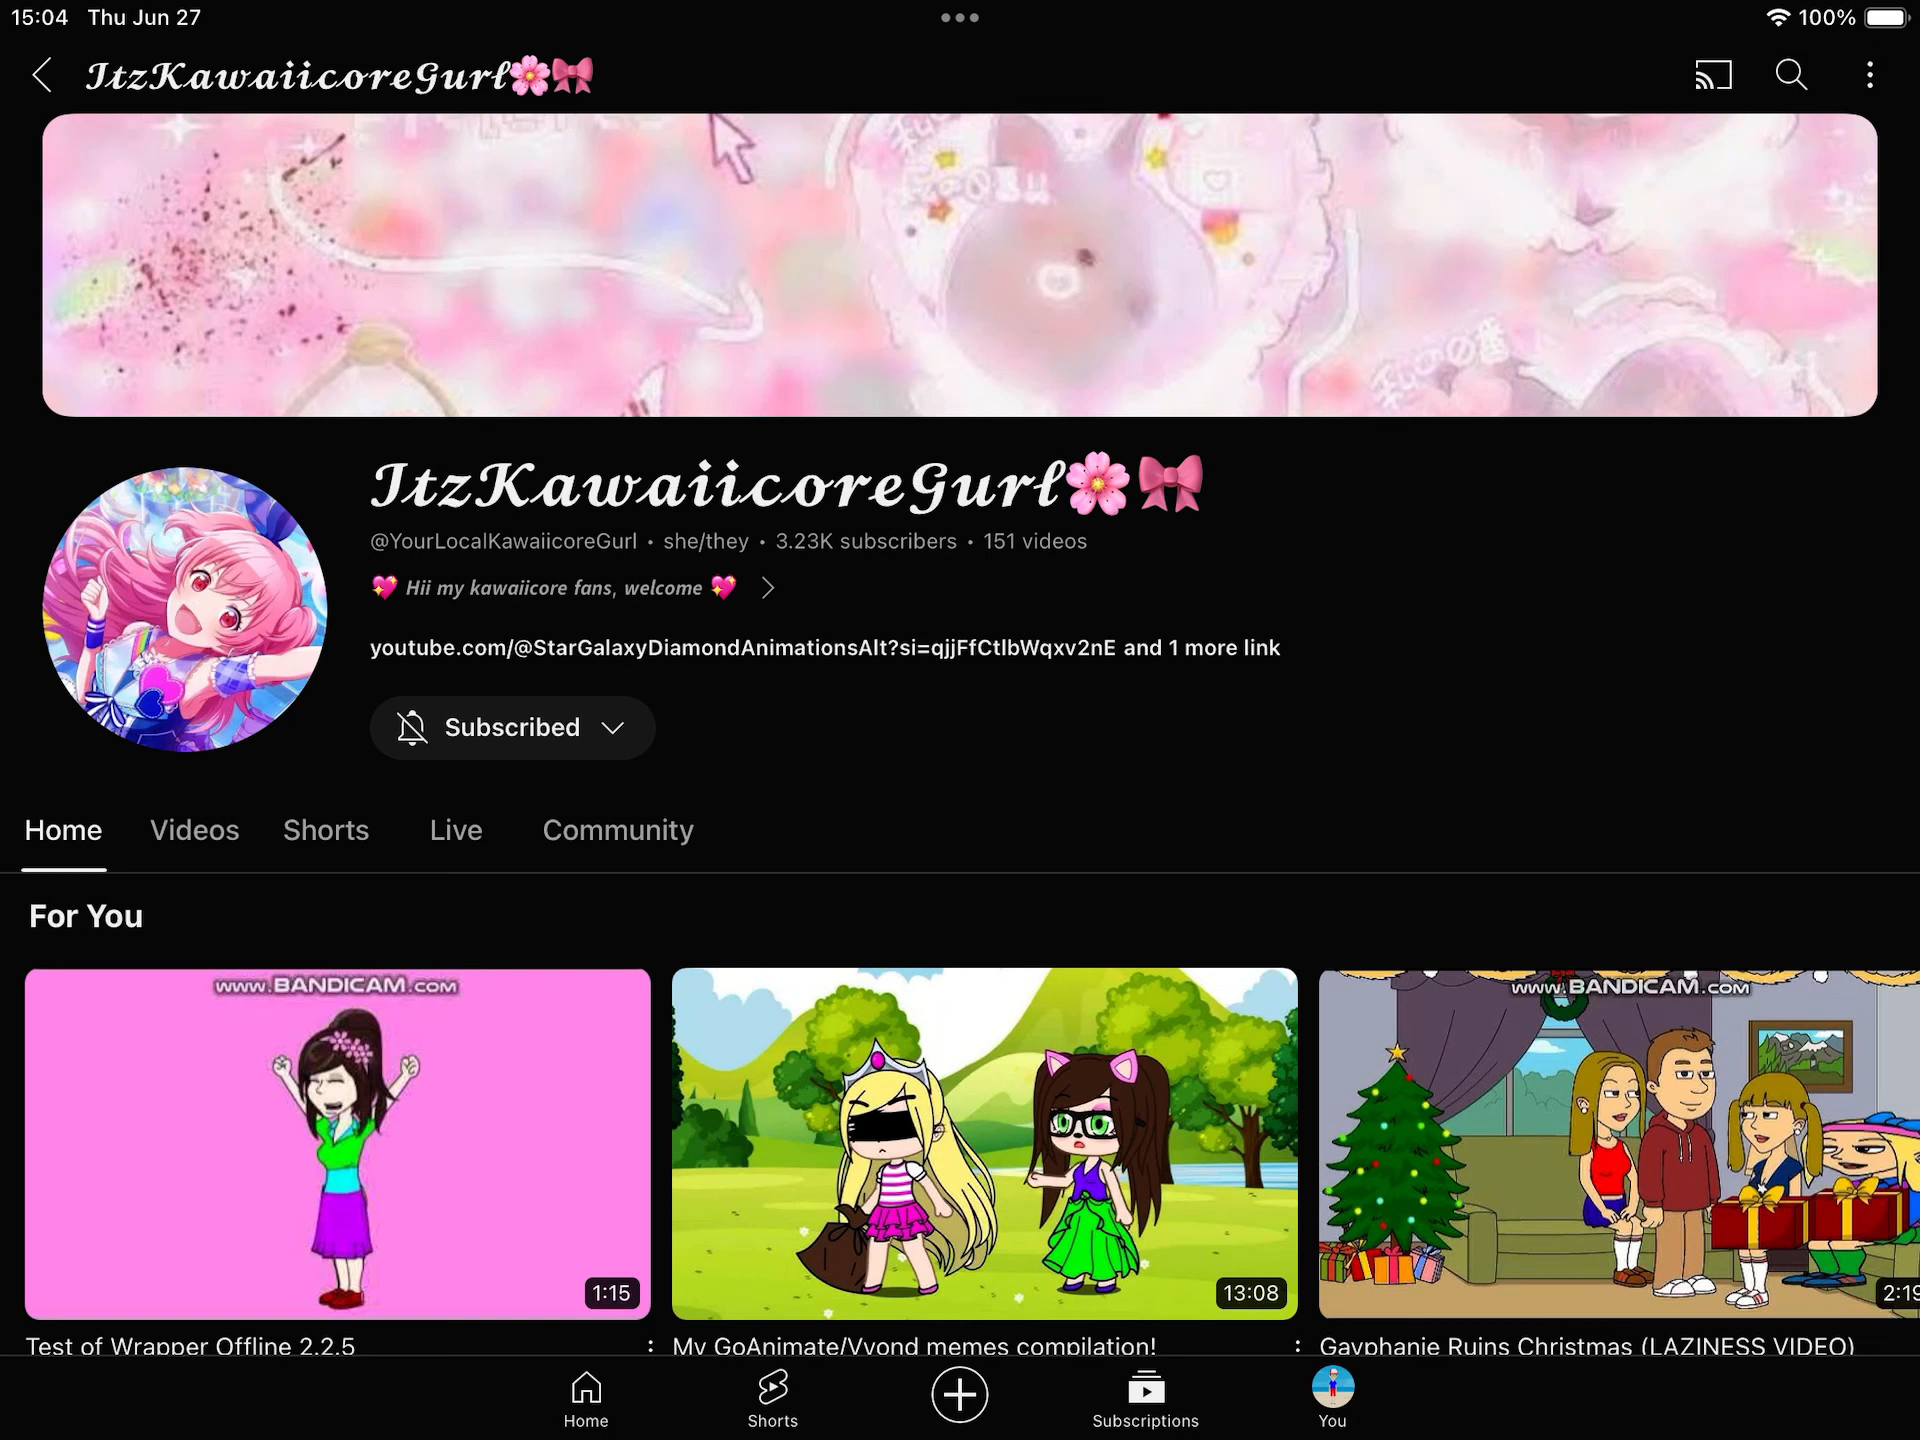 15:04 Thu Jun 27
100%
ItzKawaiicoreGurl🌸🎀
ItzKawaiicoreGurl🌸🎀
@YourLocalKawaiicoreGurl • she/they • 3.23K subscribers • 151 videos
💖 Hii my kawaiicore fans, welcome 💖
youtube.com/@StarGalaxyDiamondAnimationsAlt?si=qjjFfCtlbWqxv2nE and 1 more link
Subscribed
Home Videos Shorts Live Community
For You
www.BANDICAM.com
www.BANDICAM.com
1:15
13:08
2:19
Test of Wrapper Offline 2.2.5
My GoAnimate/Vyond memes compilation!
Gayphanie Ruins Christmas (LAZINESS VIDEO)
Home
Shorts
Subscriptions
You